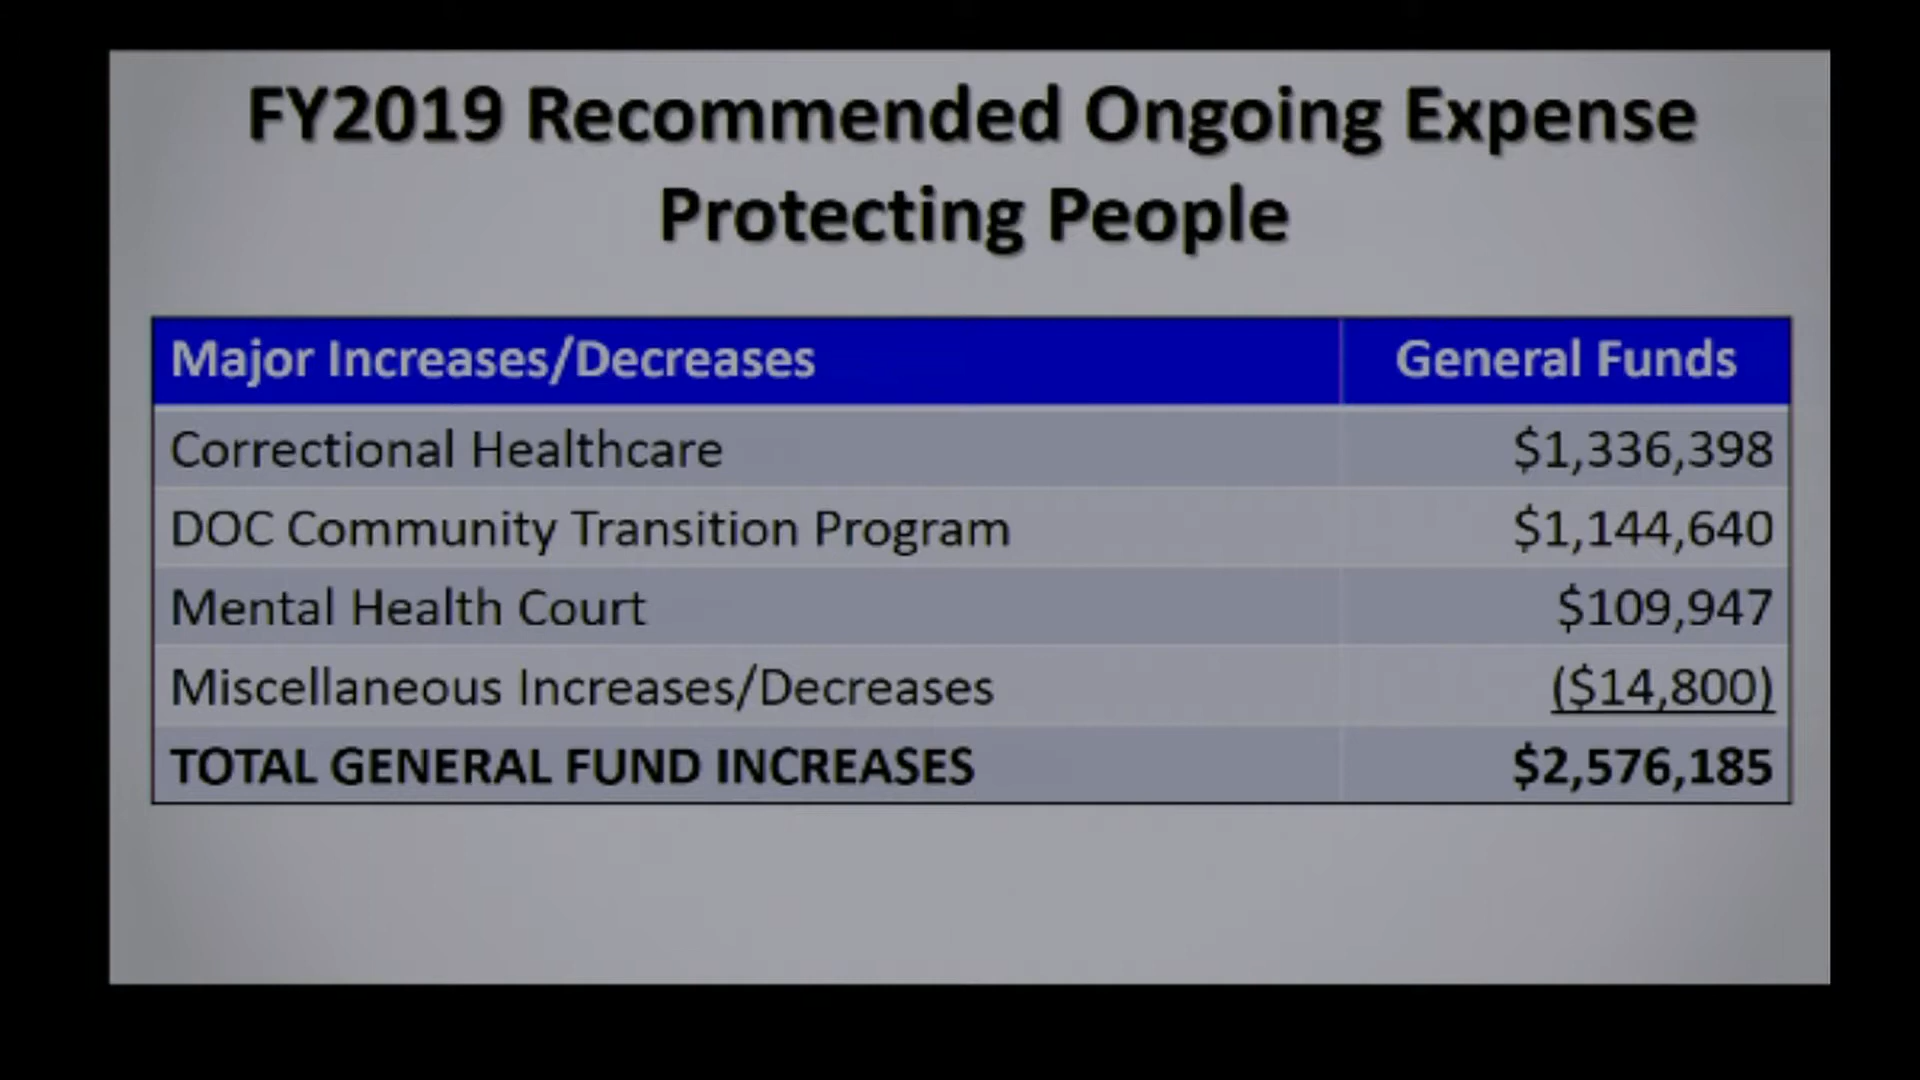 FY2019 Recommended Ongoing Expense
Protecting People
Major Increases/Decreases General Funds
Correctional Healthcare $1,336,398
DOC Community Transition Program $1,144,640
Mental Health Court $109,947
Miscellaneous Increases/Decreases ($14,800)
TOTAL GENERAL FUND INCREASES $2,576,185